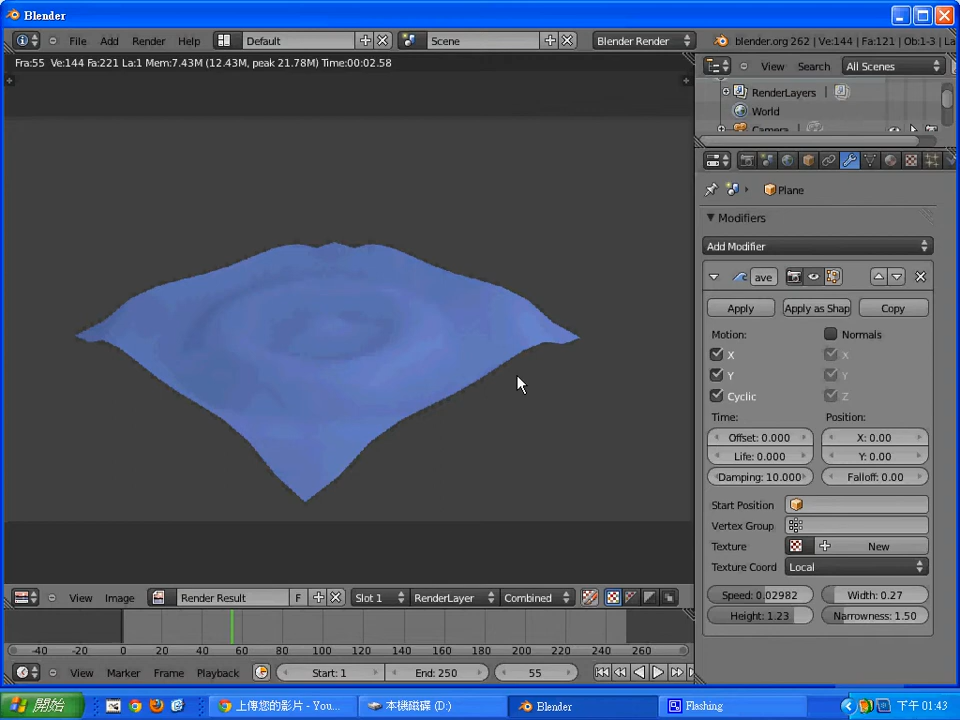 Blender
File Add Render Help Default Scene Blender Render blender.org 262 | Ve:144 | Fa:121 | Ob:1-3 | La
Fra:55 Ve:144 Fa:221 La:1 Mem:7.43M (12.43M, peak 21.78M) Time:00:02.58
View Search All Scenes
RenderLayers
World
Camera
Plane
Modifiers
Add Modifier
ave
Apply Apply as Shap Copy
Motion: Normals
X X
Y Y
Cyclic Z
Time: Position:
Offset: 0.000 X: 0.00
Life: 0.000 Y: 0.00
Damping: 10.000 Falloff: 0.00
Start Position
Vertex Group
Texture New
Texture Coord Local
Speed: 0.02982 Width: 0.27
Height: 1.23 Narrowness: 1.50
View Image Render Result F Slot 1 RenderLayer Combined
-40 -20 0 20 40 60 80 100 120 140 160 180 200 220 240 260
View Marker Frame Playback Start: 1 End: 250 55
開始 上傳您的影片 - You... 本機磁碟 (D:) Blender Flashing 下午 01:43